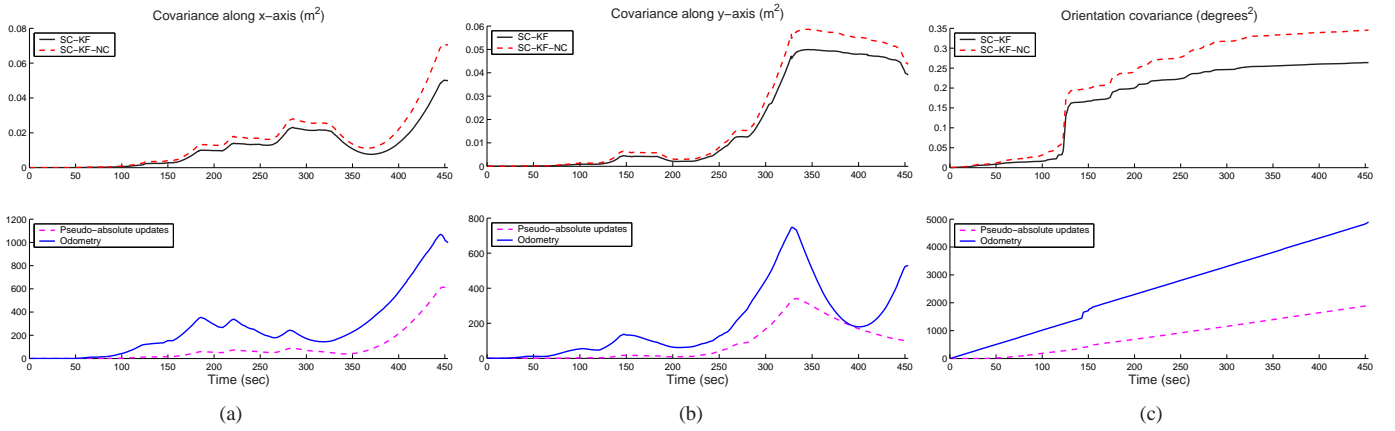 Covariance along x−axis (m2)
0.08
0.06
0.04
0.02
0
SC−KF
SC−KF−NC
0 50 100 150 200 250 300 350 400 450
1200
1000
800
600
400
200
0
Pseudo−absolute updates
Odometry
0 50 100 150 200 250 300 350 400 450
Time (sec)
(a)
Covariance along y−axis (m2)
0.06
0.05
0.04
0.03
0.02
0.01
0
SC−KF
SC−KF−NC
0 50 100 150 200 250 300 350 400 450
800
600
400
200
0
Pseudo−absolute updates
Odometry
0 50 100 150 200 250 300 350 400 450
Time (sec)
(b)
Orientation covariance (degrees2)
0.35
0.3
0.25
0.2
0.15
0.1
0.05
0
SC−KF
SC−KF−NC
0 50 100 150 200 250 300 350 400 450
5000
4000
3000
2000
1000
0
Pseudo−absolute updates
Odometry
0 50 100 150 200 250 300 350 400 450
Time (sec)
(c)